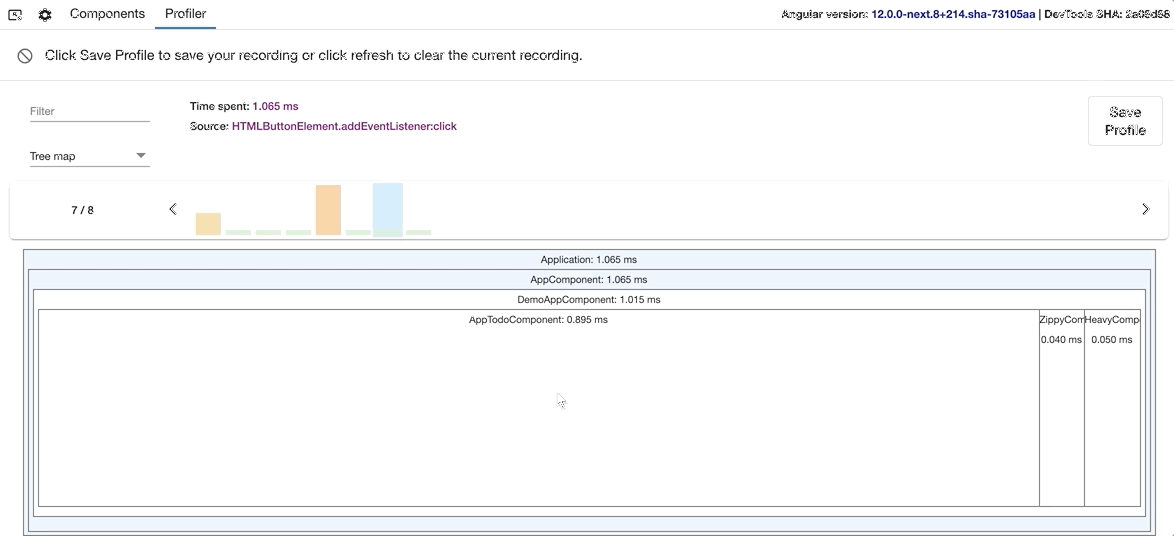 Components Profiler
Angular version: 12.0.0-next.8+214.sha-73105aa | DevTools SHA:
Click Save Profile to save your recording or click refresh to clear the current recording.
Filter
Time spent: 1.065 ms
Source: HTMLButtonElement.addEventListener:click
Save
Profile
Tree map
7 / 8
Application: 1.065 ms
AppComponent: 1.065 ms
DemoAppComponent: 1.015 ms
AppTodoComponent: 0.895 ms
ZippyCom
0.040 ms
HeavyComp
0.050 ms